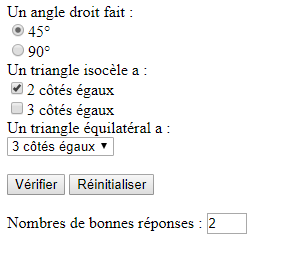 Un angle droit fait :
45°
90°
Un triangle isocèle a :
2 côtés égaux
3 côtés égaux
Un triangle équilatéral a :
3 côtés égaux
Vérifier Réinitialiser
Nombres de bonnes réponses : 2